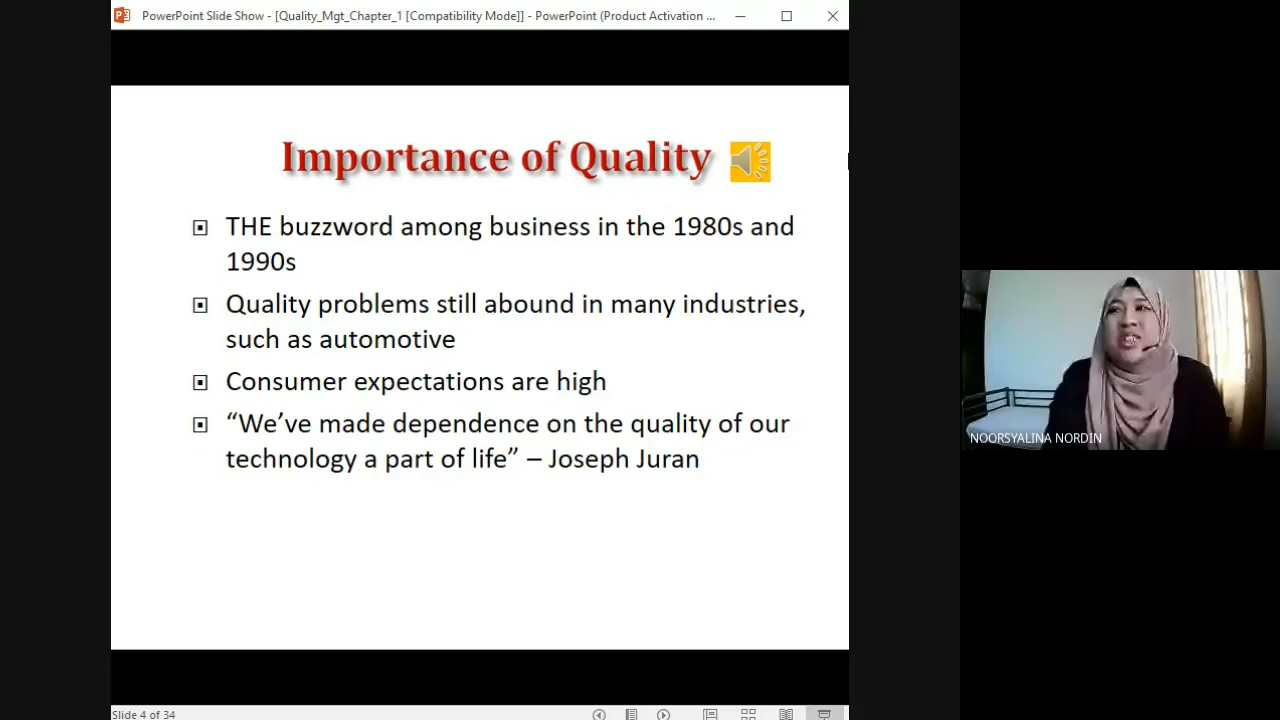 PowerPoint Slide Show - [Quality_Mgt_Chapter_1 [Compatibility Mode]] - PowerPoint (Product Activation ...
Importance of Quality
THE buzzword among business in the 1980s and
1990s
Quality problems still abound in many industries,
such as automotive
Consumer expectations are high
“We’ve made dependence on the quality of our
technology a part of life” – Joseph Juran
NOORSYALINA NORDIN
Slide 4 of 34